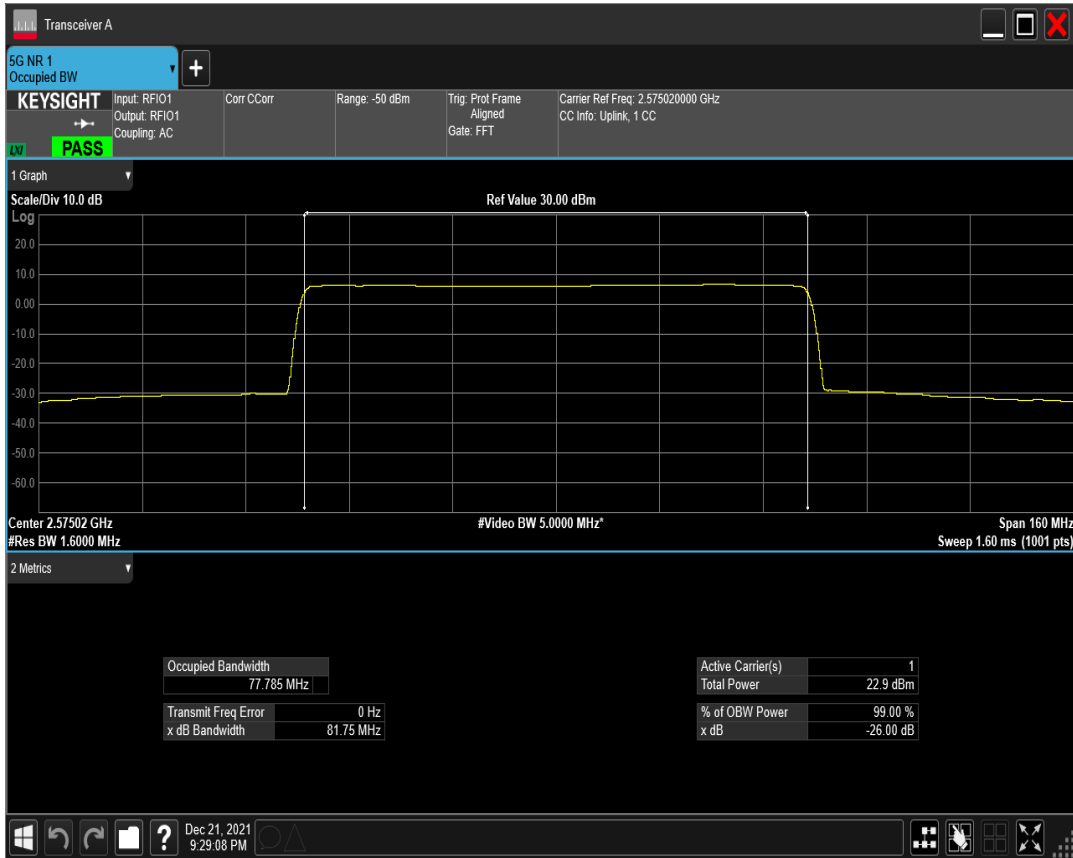 Transceiver A
5G NR 1
Occupied BW
+
KEYSIGHT
LXI
PASS
Input: RFIO1
Output: RFIO1
Coupling: AC
Corr CCorr
Range: -50 dBm
Trig: Prot Frame
Aligned
Gate: FFT
Carrier Ref Freq: 2.575020000 GHz
CC Info: Uplink, 1 CC
1 Graph
Scale/Div 10.0 dB
Ref Value 30.00 dBm
Log
20.0
10.0
0.00
-10.0
-20.0
-30.0
-40.0
-50.0
-60.0
Center 2.57502 GHz
#Video BW 5.0000 MHz*
Span 160 MHz
#Res BW 1.6000 MHz
Sweep 1.60 ms (1001 pts)
2 Metrics
Occupied Bandwidth
77.785 MHz
Transmit Freq Error 0 Hz
x dB Bandwidth 81.75 MHz
Active Carrier(s) 1
Total Power 22.9 dBm
% of OBW Power 99.00 %
x dB -26.00 dB
?
Dec 21, 2021
9:29:08 PM